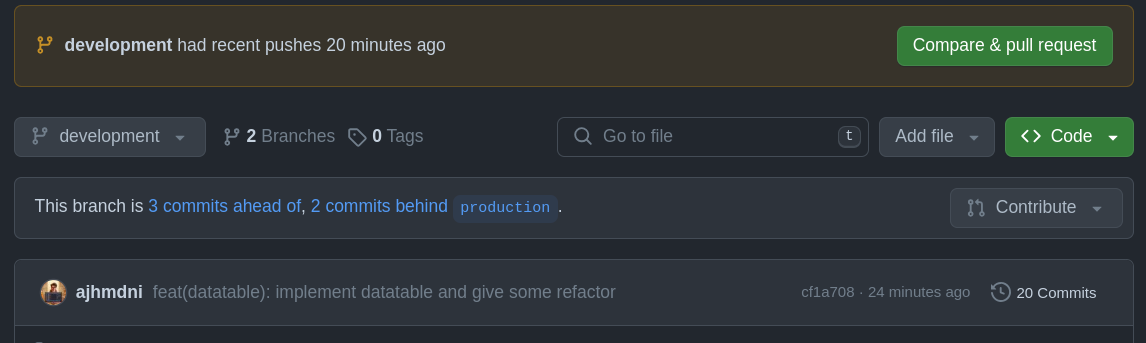 development had recent pushes 20 minutes ago
Compare & pull request
development
2 Branches
0 Tags
Go to file
t
Add file
Code
This branch is 3 commits ahead of, 2 commits behind production.
Contribute
ajhmdni feat(datatable): implement datatable and give some refactor
cf1a708 · 24 minutes ago
20 Commits